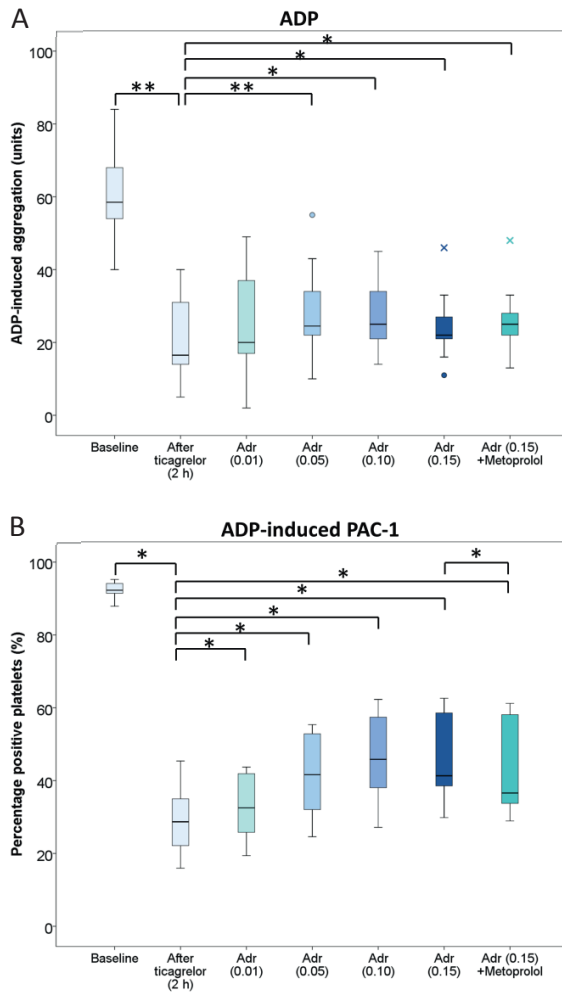 A
ADP
ADP-induced aggregation (units)
100
80
60
40
20
0
*
*
*
** **
Baseline After ticagrelor (2 h) Adr (0.01) Adr (0.05) Adr (0.10) Adr (0.15) Adr (0.15) +Metoprolol
B
ADP-induced PAC-1
Percentage positive platelets (%)
100
80
60
40
20
0
* *
*
*
*
*
*
Baseline After ticagrelor (2 h) Adr (0.01) Adr (0.05) Adr (0.10) Adr (0.15) Adr (0.15) +Metoprolol